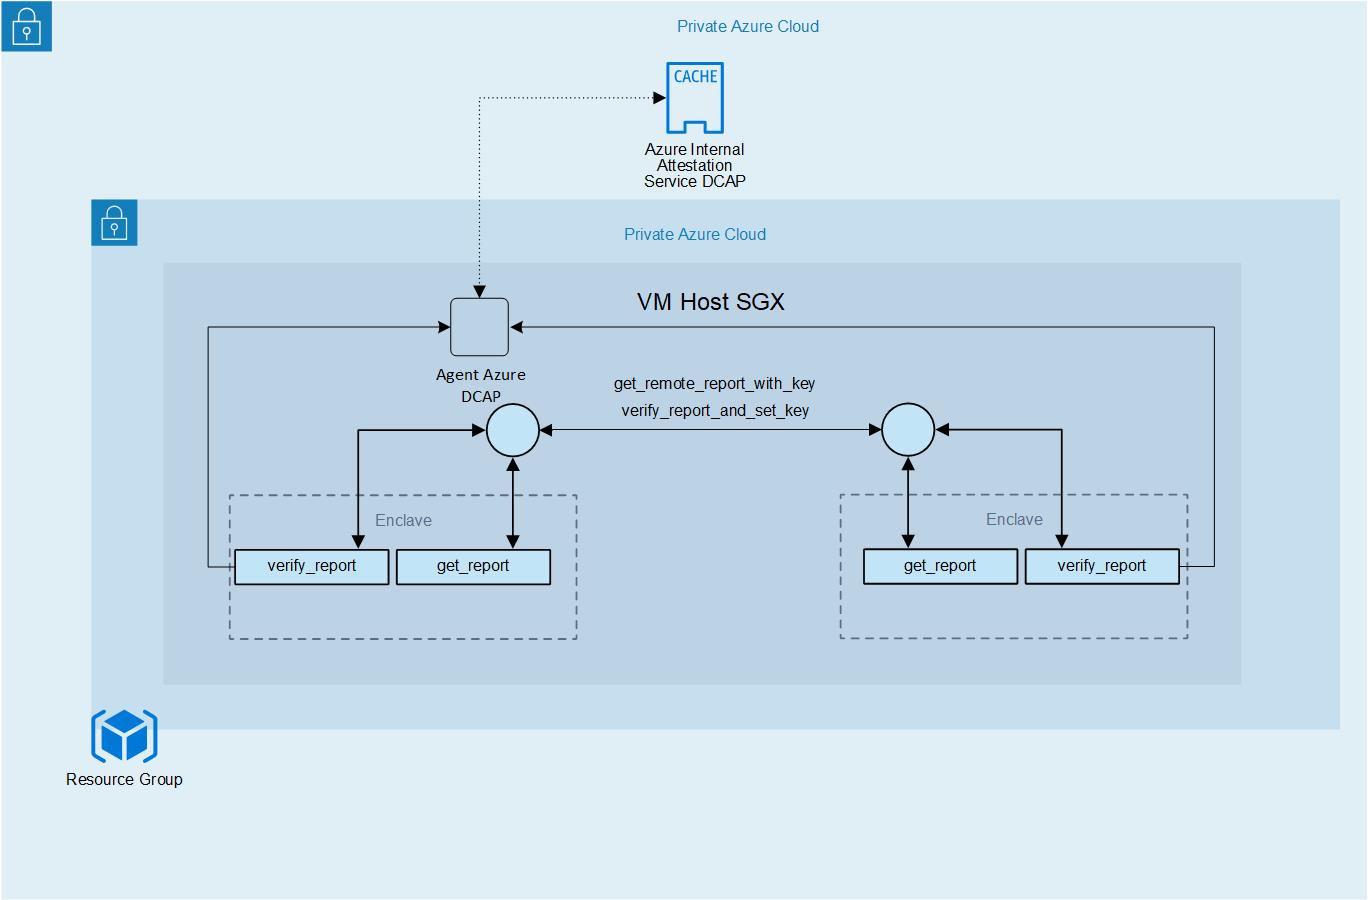 Private Azure Cloud
CACHE
Azure Internal
Attestation
Service DCAP
Private Azure Cloud
VM Host SGX
Agent Azure
DCAP
get_remote_report_with_key
verify_report_and_set_key
Enclave
verify_report
get_report
Enclave
get_report
verify_report
Resource Group